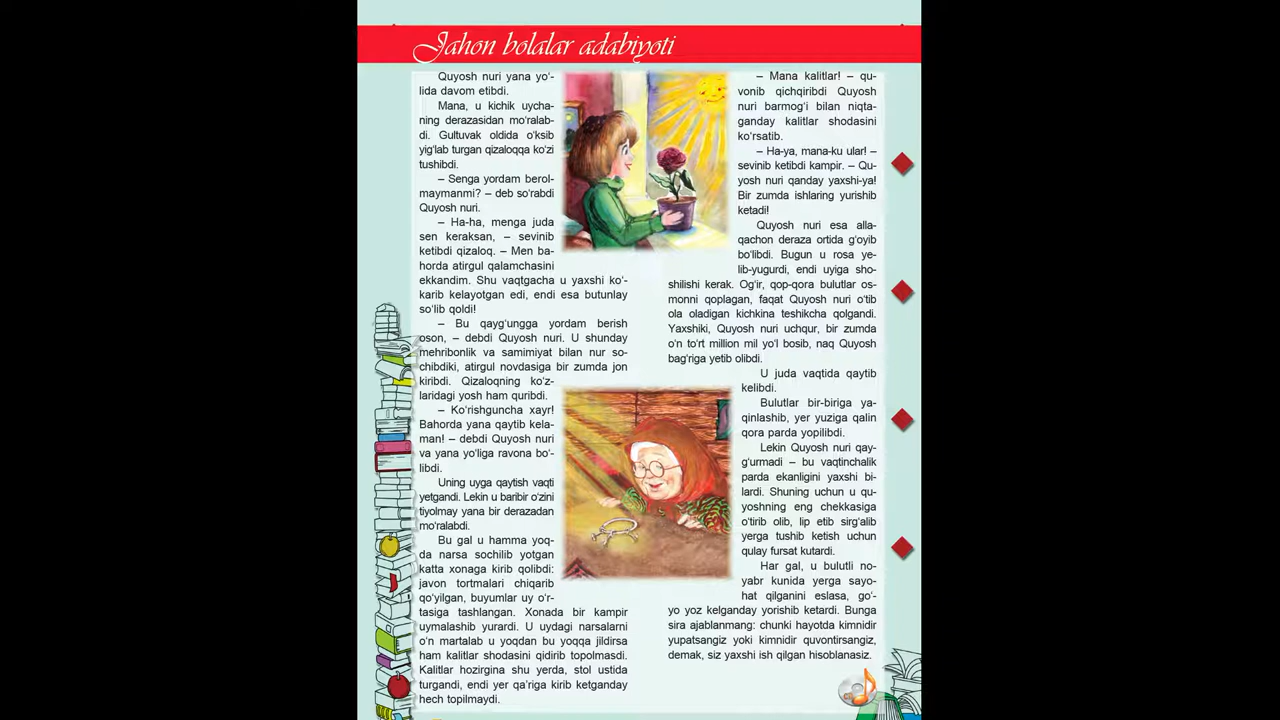 Jahon bolalar adabiyoti
Quyosh nuri yana yo‘-
lida davom etibdi.
Mana, u kichik uycha-
ning derazasidan mo‘ralab-
di. Gultuvak oldida o‘ksib
yig‘lab turgan qizaloqqa ko‘zi
tushibdi.
– Senga yordam berol-
maymanmi? – deb so‘rabdi
Quyosh nuri.
– Ha-ha, menga juda
sen keraksan, – sevinib
ketibdi qizaloq. – Men ba-
horda atirgul qalamchasini
ekkandim. Shu vaqtgacha u yaxshi ko‘-
karib kelayotgan edi, endi esa butunlay
so‘lib qoldi!
– Bu qayg‘ungga yordam berish
oson, – debdi Quyosh nuri. U shunday
mehribonlik va samimiyat bilan nur so-
chibdiki, atirgul novdasiga bir zumda jon
kiribdi. Qizaloqning ko‘z-
laridagi yosh ham quribdi.
– Ko‘rishguncha xayr!
Bahorda yana qaytib kela-
man! – debdi Quyosh nuri
va yana yo‘liga ravona bo‘-
libdi.
Uning uyga qaytish vaqti
yetgandi. Lekin u baribir o‘zini
tiyolmay yana bir derazadan
mo‘ralabdi.
Bu gal u hamma yoq-
da narsa sochilib yotgan
katta xonaga kirib qolibdi:
javon tortmalari chiqarib
qo‘yilgan, buyumlar uy o‘r-
tasiga tashlangan. Xonada bir kampir
uymalashib yurardi. U uydagi narsalarni
o‘n martalab u yoqdan bu yoqqa jildirsa
ham kalitlar shodasini qidirib topolmasdi.
Kalitlar hozirgina shu yerda, stol ustida
turgandi, endi yer qa’riga kirib ketganday
hech topilmaydi.
– Mana kalitlar! – qu-
vonib qichqiribdi Quyosh
nuri barmog‘i bilan niqta-
ganday kalitlar shodasini
ko‘rsatib.
– Ha-ya, mana-ku ular! –
sevinib ketibdi kampir. – Qu-
yosh nuri qanday yaxshi-ya!
Bir zumda ishlaring yurishib
ketadi!
Quyosh nuri esa alla-
qachon deraza ortida g‘oyib
bo‘libdi. Bugun u rosa ye-
lib-yugurdi, endi uyiga sho-
shilishi kerak. Og‘ir, qop-qora bulutlar os-
monni qoplagan, faqat Quyosh nuri o‘tib
ola oladigan kichkina teshikcha qolgandi.
Yaxshiki, Quyosh nuri uchqur, bir zumda
o‘n to‘rt million mil yo‘l bosib, naq Quyosh
bag‘riga yetib olibdi.
U juda vaqtida qaytib
kelibdi.
Bulutlar bir-biriga ya-
qinlashib, yer yuziga qalin
qora parda yopilibdi.
Lekin Quyosh nuri qay-
g‘urmadi – bu vaqtinchalik
parda ekanligini yaxshi bi-
lardi. Shuning uchun u qu-
yoshning eng chekkasiga
o‘tirib olib, lip etib sirg‘alib
yerga tushib ketish uchun
qulay fursat kutardi.
Har gal, u bulutli no-
yabr kunida yerga sayo-
hat qilganini eslasa, go‘-
yo yoz kelganday yorishib ketardi. Bunga
sira ajablanmang: chunki hayotda kimnidir
yupatsangiz yoki kimnidir quvontirsangiz,
demak, siz yaxshi ish qilgan hisoblanasiz.